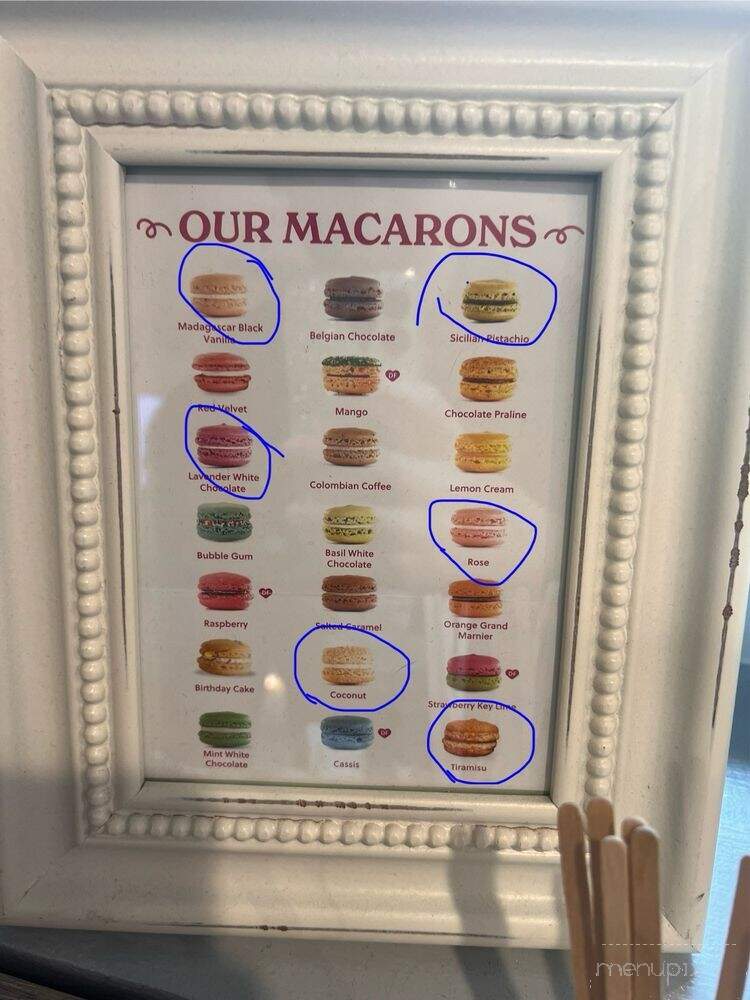 OUR MACARONS
Madagascar Black
Vanilla
Belgian Chocolate
Sicilian Pistachio
Red Velvet
DF
Mango
Chocolate Praline
Lavender White
Chocolate
Colombian Coffee
Lemon Cream
Bubble Gum
Basil White
Chocolate
Rose
DF
Raspberry
Salted Caramel
Orange Grand
Marnier
Birthday Cake
Coconut
DF
Strawberry Key Lime
Mint White
Chocolate
DF
Cassis
Tiramisu